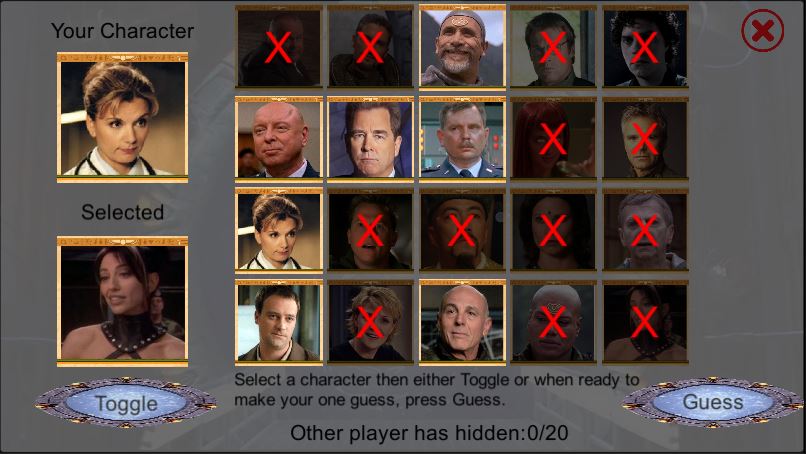 Your Character
Selected
Toggle
Select a character then either Toggle or when ready to
make your one guess, press Guess.
Guess
Other player has hidden:0/20